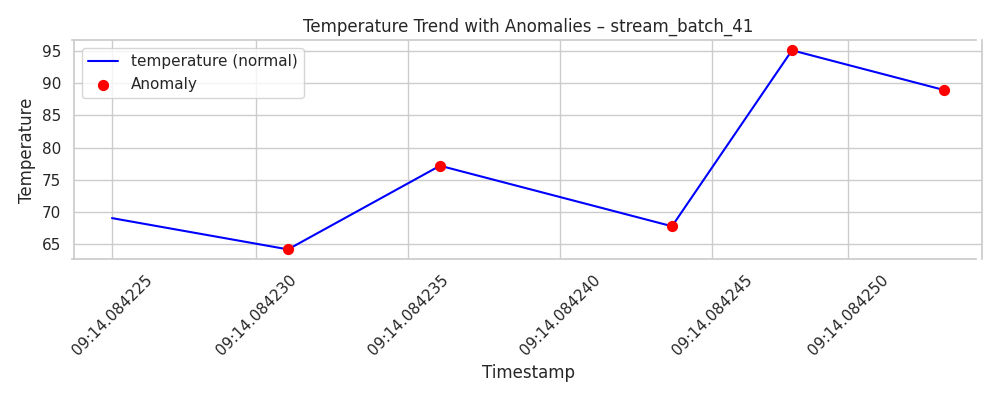 Temperature Trend with Anomalies – stream_batch_41
temperature (normal)
Anomaly
Temperature
95
90
85
80
75
70
65
09:14.084225
09:14.084230
09:14.084235
09:14.084240
09:14.084245
09:14.084250
Timestamp